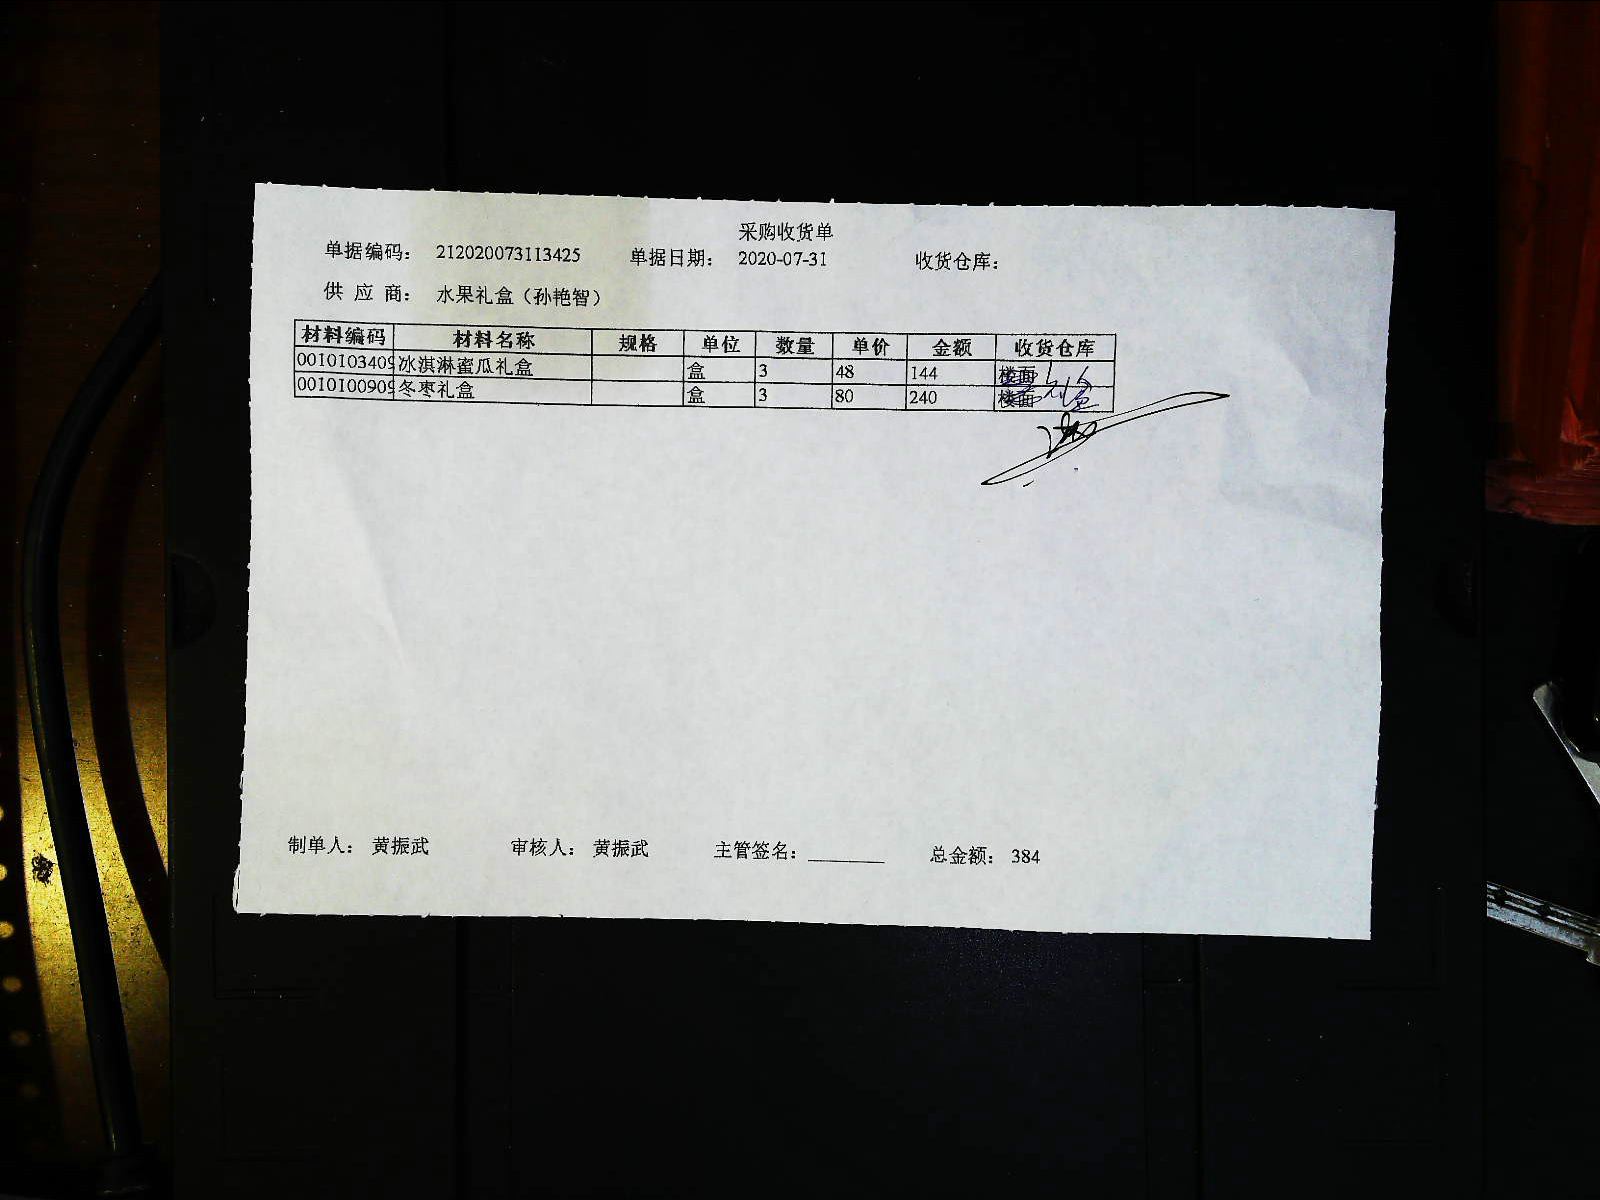 采购收货单
单据编码: 212020073113425 单据日期: 2020-07-31 收货仓库:
供 应 商: 水果礼盒（孙艳智）
材料编码 材料名称 规格 单位 数量 单价 金额 收货仓库
0010103409 冰淇淋蜜瓜礼盒 盒 3 48 144 楼面
0010100909 冬枣礼盒 盒 3 80 240 楼面
制单人: 黄振武 审核人: 黄振武 主管签名: ________ 总金额: 384